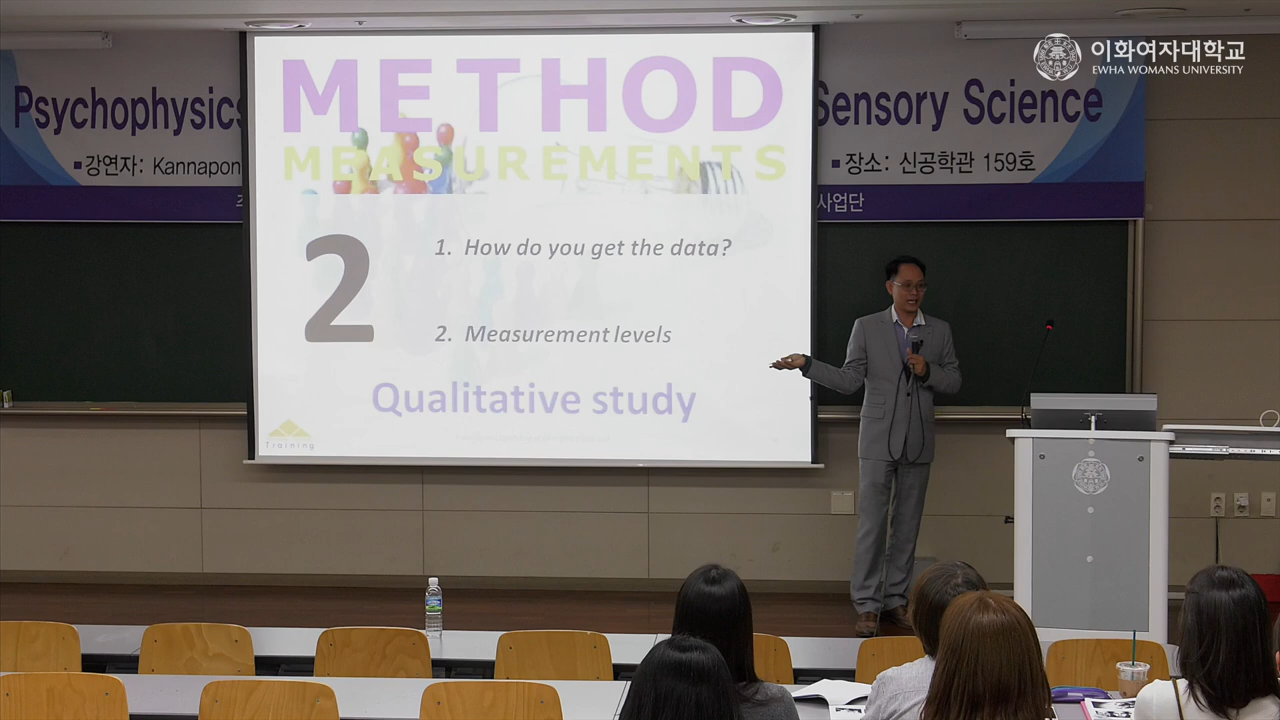 이화여자대학교
EWHA WOMANS UNIVERSITY
Psychophysics
Sensory Science
▪강연자: Kannapon
▪장소: 신공학관 159호
사업단
METHOD
MEASUREMENTS
2
1. How do you get the data?
2. Measurement levels
Qualitative study
Training